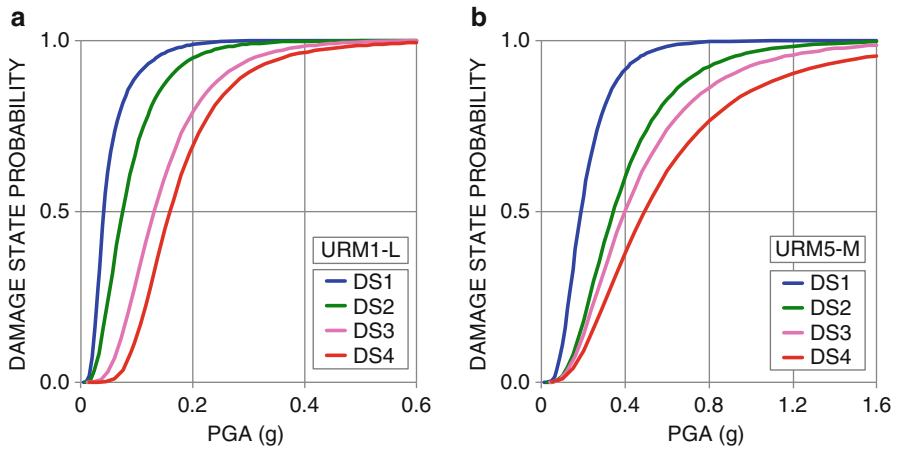 a
DAMAGE STATE PROBABILITY
1.0
0.5
0.0
URM1-L
DS1
DS2
DS3
DS4
0 0.2 0.4 0.6
PGA (g)
b
DAMAGE STATE PROBABILITY
1.0
0.5
0.0
URM5-M
DS1
DS2
DS3
DS4
0 0.4 0.8 1.2 1.6
PGA (g)